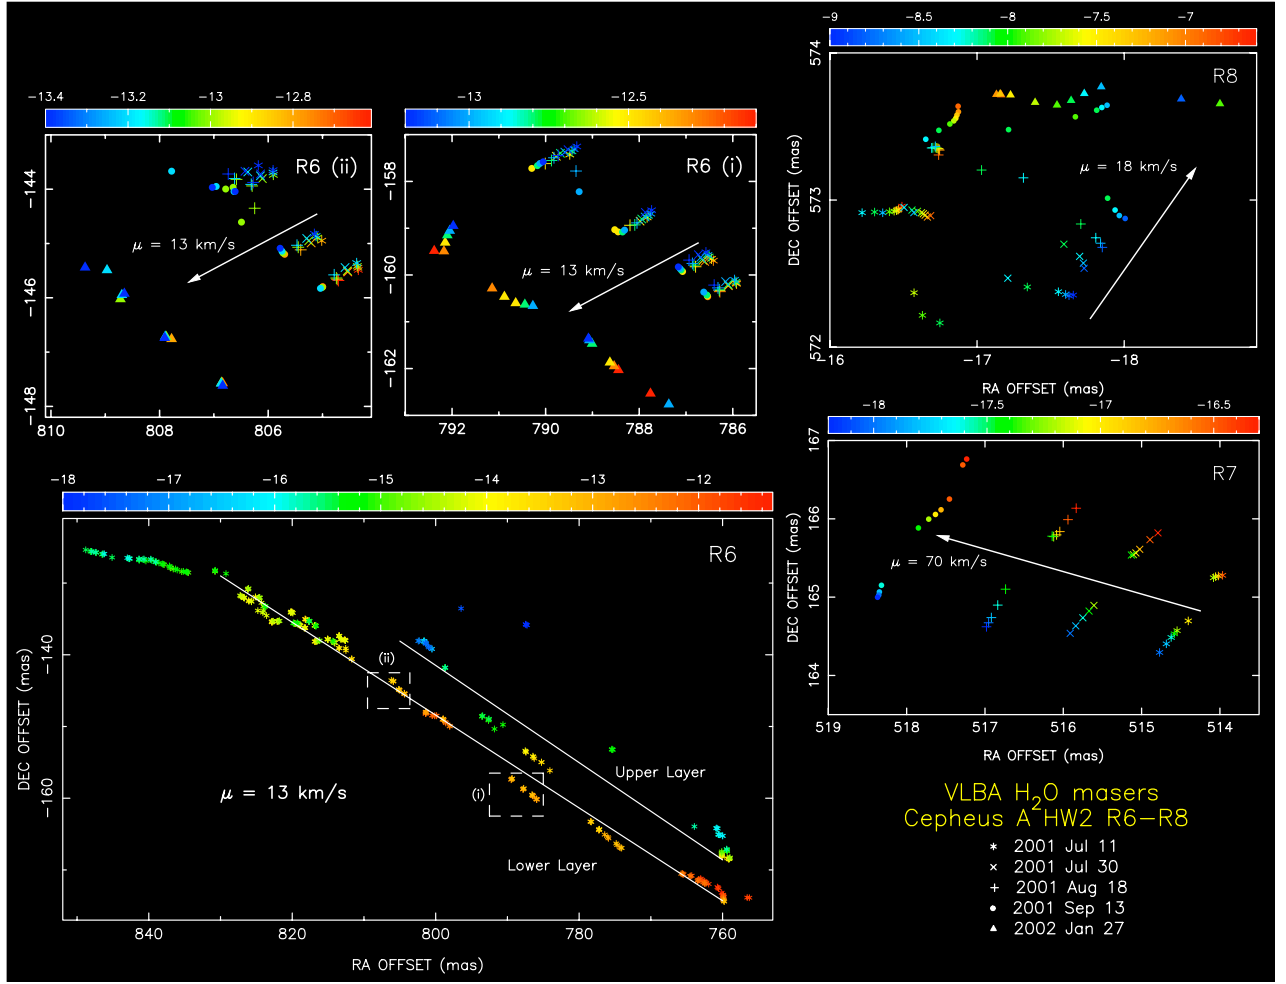 −9 −8.5 −8 −7.5 −7
574
573
572
R8
μ = 18 km/s
DEC OFFSET (mas)
−16 −17 −18
RA OFFSET (mas)
−13.4 −13.2 −13 −12.8
−144
−146
−148
R6 (ii)
μ = 13 km/s
810 808 806
−13 −12.5
−158
−160
−162
R6 (i)
μ = 13 km/s
792 790 788 786
−18 −17.5 −17 −16.5
167
166
165
164
R7
μ = 70 km/s
DEC OFFSET (mas)
519 518 517 516 515 514
RA OFFSET (mas)
−18 −17 −16 −15 −14 −13 −12
−140
−160
R6
(ii)
(i)
Upper Layer
Lower Layer
μ = 13 km/s
DEC OFFSET (mas)
840 820 800 780 760
RA OFFSET (mas)
VLBA H2O masers
Cepheus A HW2 R6−R8
2001 Jul 11
2001 Jul 30
2001 Aug 18
2001 Sep 13
2002 Jan 27